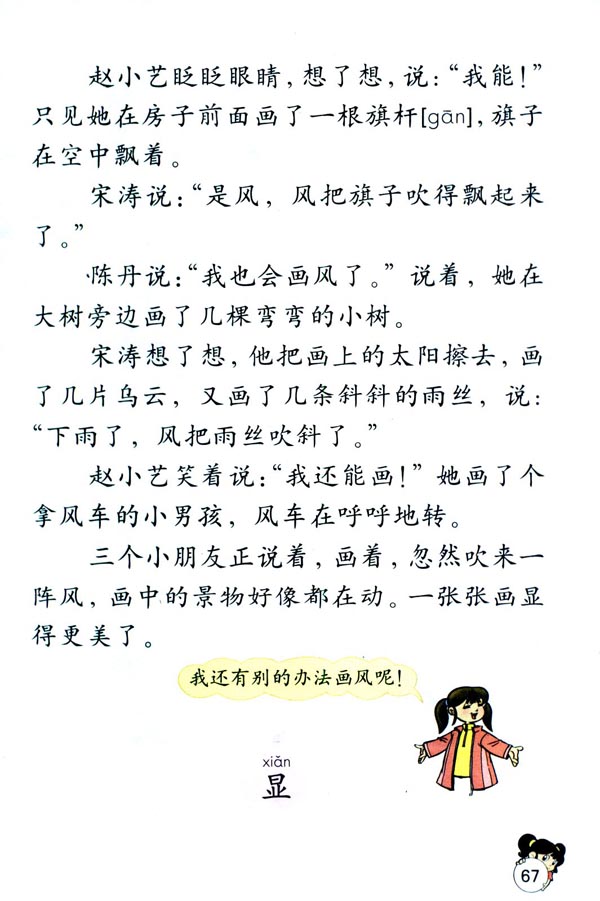 赵小艺眨眨眼睛，想了想，说：“我能！”
只见她在房子前面画了一根旗杆[gān]，旗子
在空中飘着。
宋涛说：“是风，风把旗子吹得飘起来
了。”
陈丹说：“我也会画风了。”说着，她在
大树旁边画了几棵弯弯的小树。
宋涛想了想，他把画上的太阳擦去，画
了几片乌云，又画了几条斜斜的雨丝，说：
“下雨了，风把雨丝吹斜了。”
赵小艺笑着说：“我还能画！”她画了个
拿风车的小男孩，风车在呼呼地转。
三个小朋友正说着，画着，忽然吹来一
阵风，画中的景物好像都在动。一张张画显
得更美了。
我还有别的办法画风呢！
xiǎn
显
67